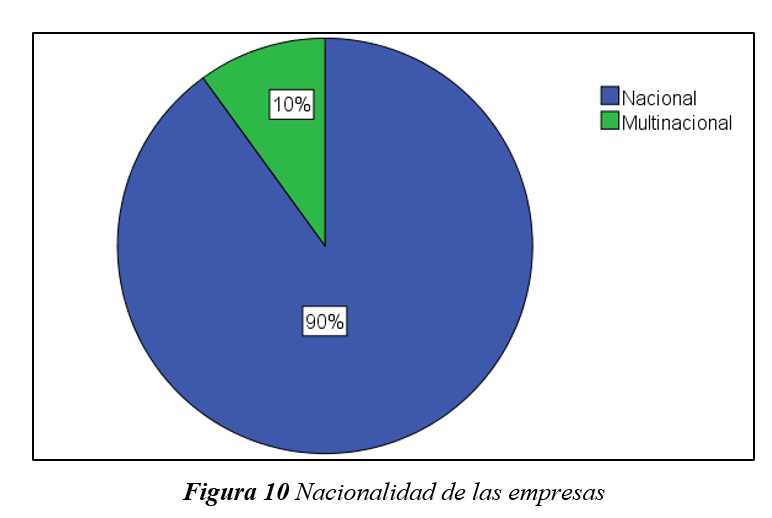 10%
Nacional
Multinacional
90%
Figura 10 Nacionalidad de las empresas